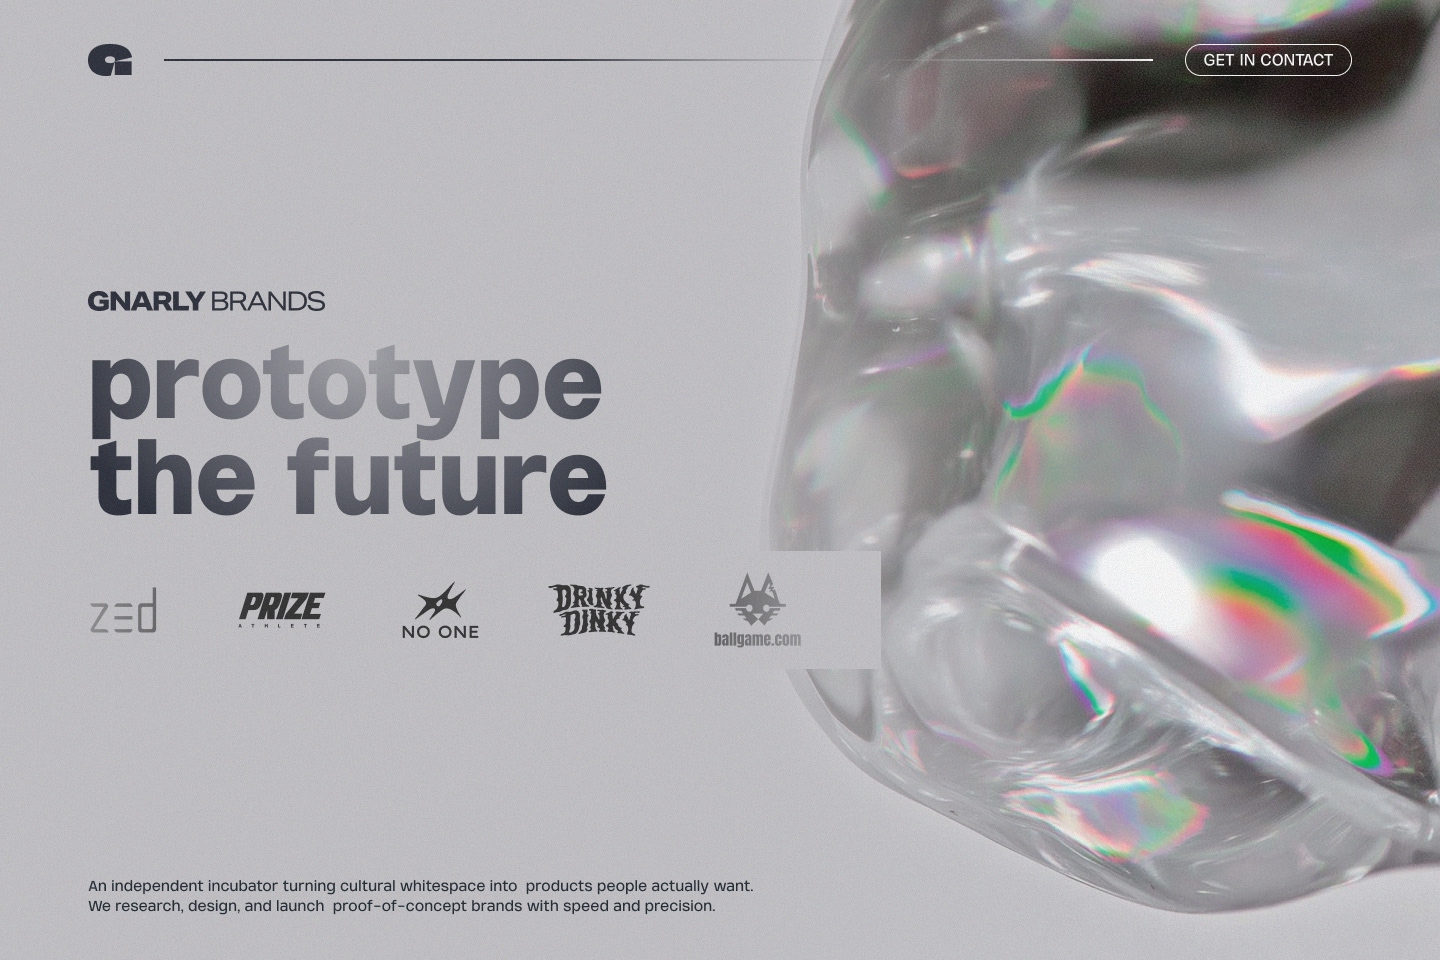 G
GET IN CONTACT
GNARLY BRANDS
prototype
the future
zed
PRIZE
ATHLETE
NO ONE
DRINKY
DINKY
ballgame.com
An independent incubator turning cultural whitespace into  products people actually want.
We research, design, and launch  proof-of-concept brands with speed and precision.